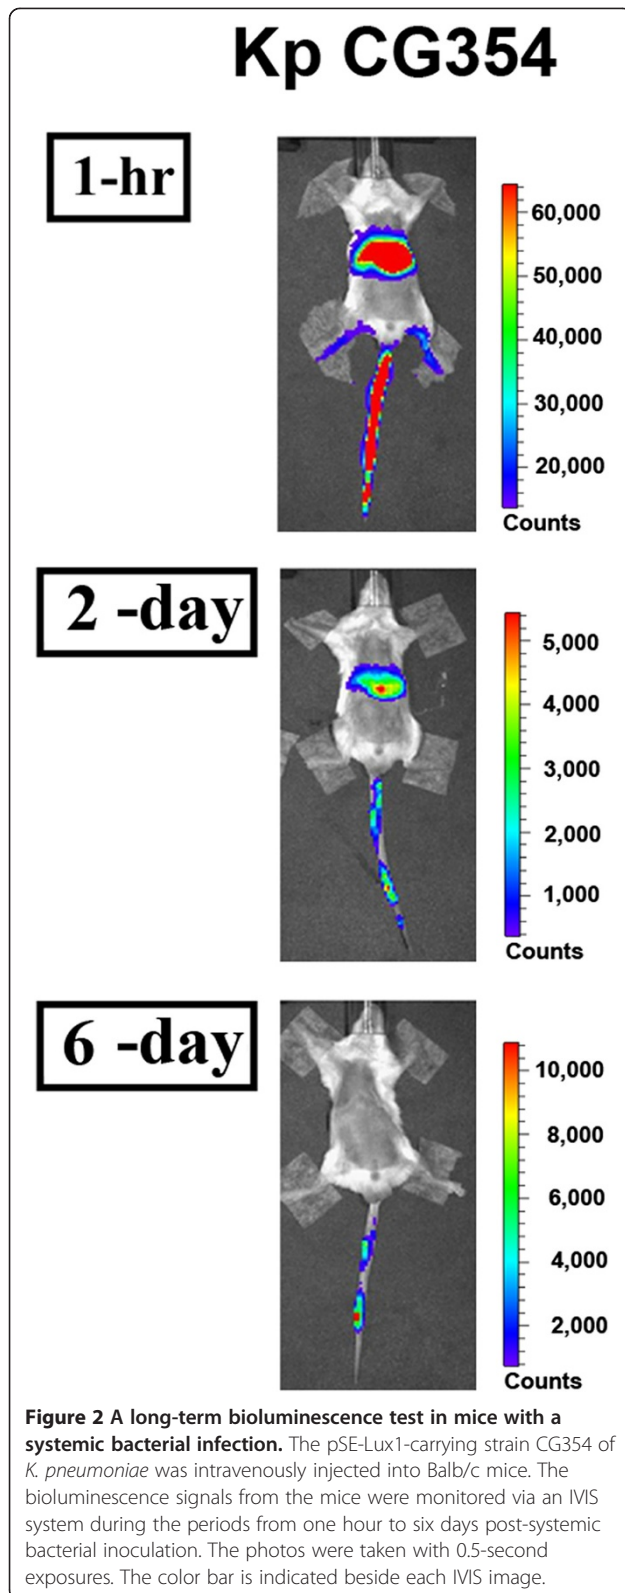 Kp CG354
1-hr
60,000
50,000
40,000
30,000
20,000
Counts
2 -day
5,000
4,000
3,000
2,000
1,000
Counts
6 -day
10,000
8,000
6,000
4,000
2,000
Counts
Figure 2 A long-term bioluminescence test in mice with a
systemic bacterial infection. The pSE-Lux1-carrying strain CG354 of
K. pneumoniae was intravenously injected into Balb/c mice. The
bioluminescence signals from the mice were monitored via an IVIS
system during the periods from one hour to six days post-systemic
bacterial inoculation. The photos were taken with 0.5-second
exposures. The color bar is indicated beside each IVIS image.